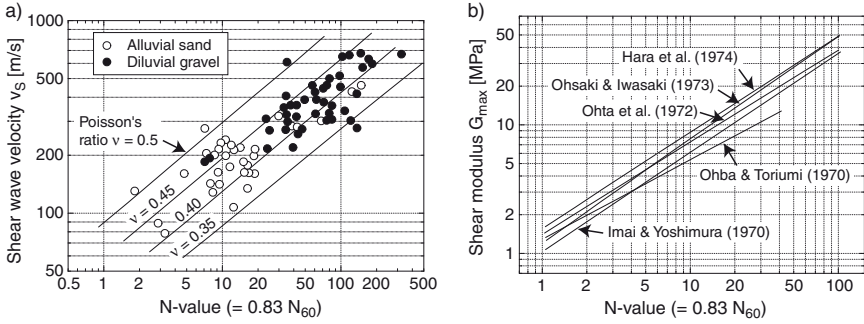 a)
Shear wave velocity vS [m/s]
1000
500
200
100
50
Alluvial sand
Diluvial gravel
Poisson's
ratio ν = 0.5
ν = 0.45
0.40
ν = 0.35
0.5 1 5 10 50 100 500
N-value (= 0.83 N60)
b)
Shear modulus Gmax [MPa]
50
20
10
5
2
1
Hara et al. (1974)
Ohsaki & Iwasaki (1973)
Ohta et al. (1972)
Ohba & Toriumi (1970)
Imai & Yoshimura (1970)
1 2 5 10 20 50 100
N-value (= 0.83 N60)